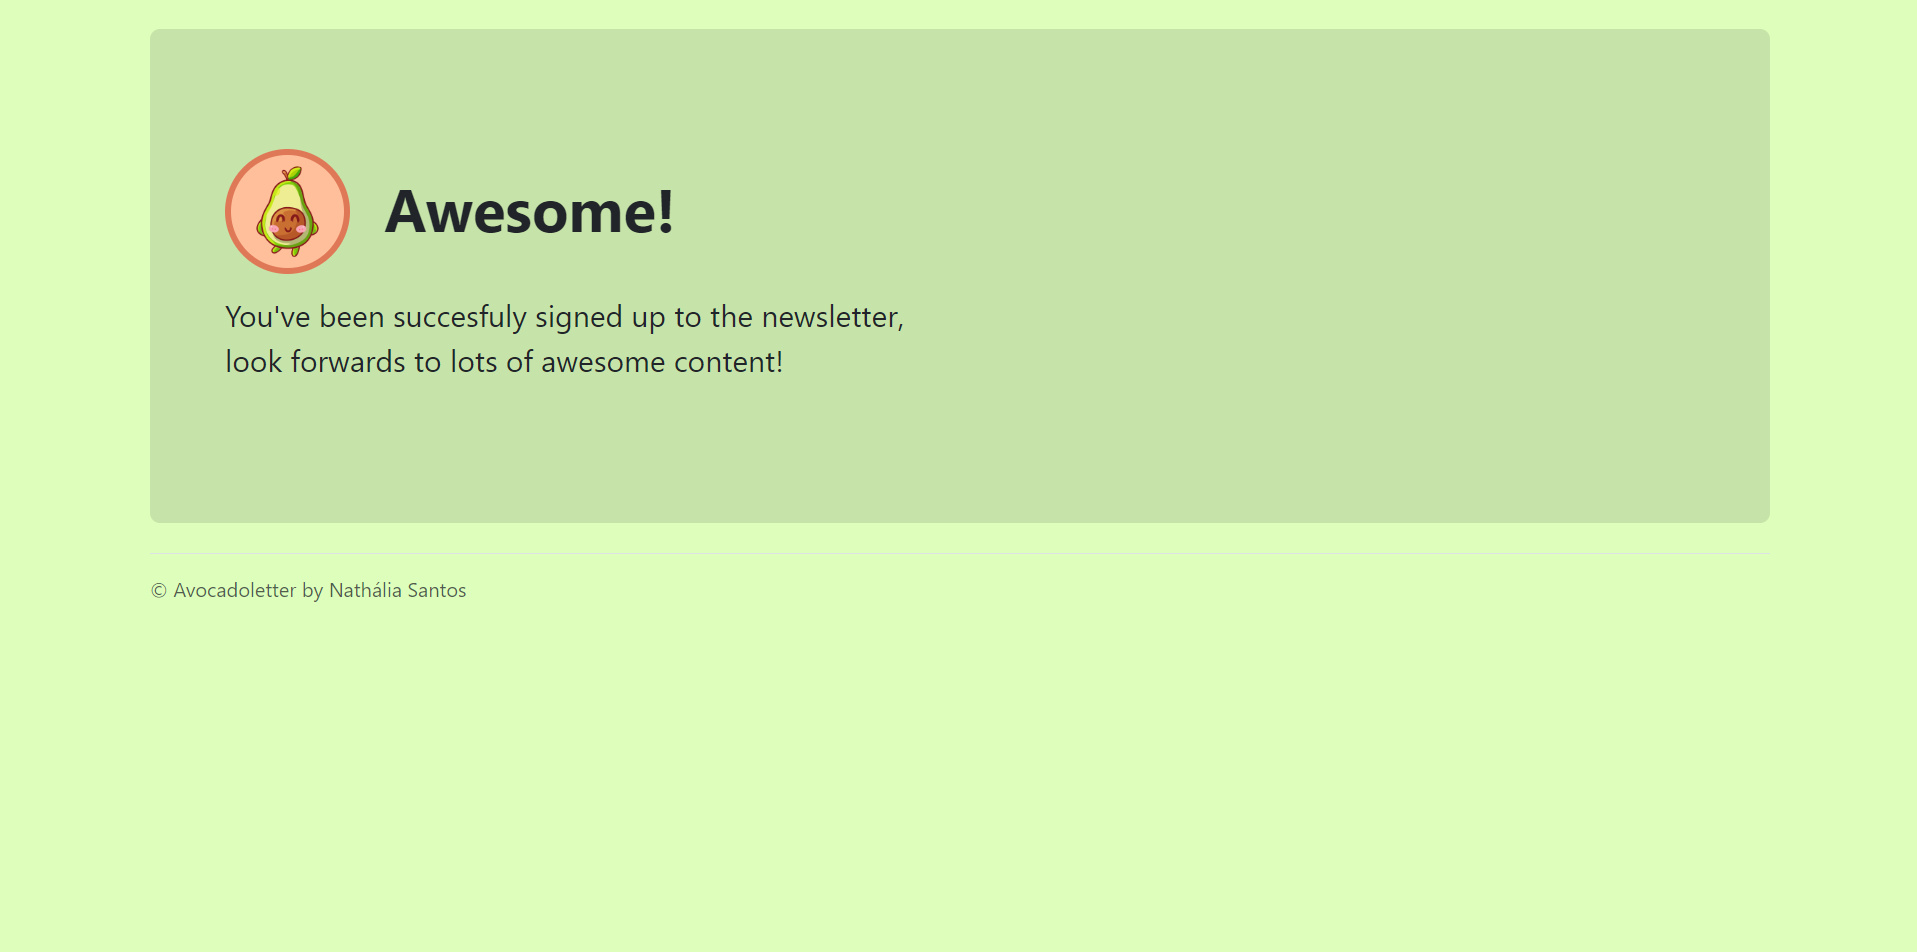 Awesome!
You've been succesfuly signed up to the newsletter,
look forwards to lots of awesome content!
© Avocadoletter by Nathália Santos